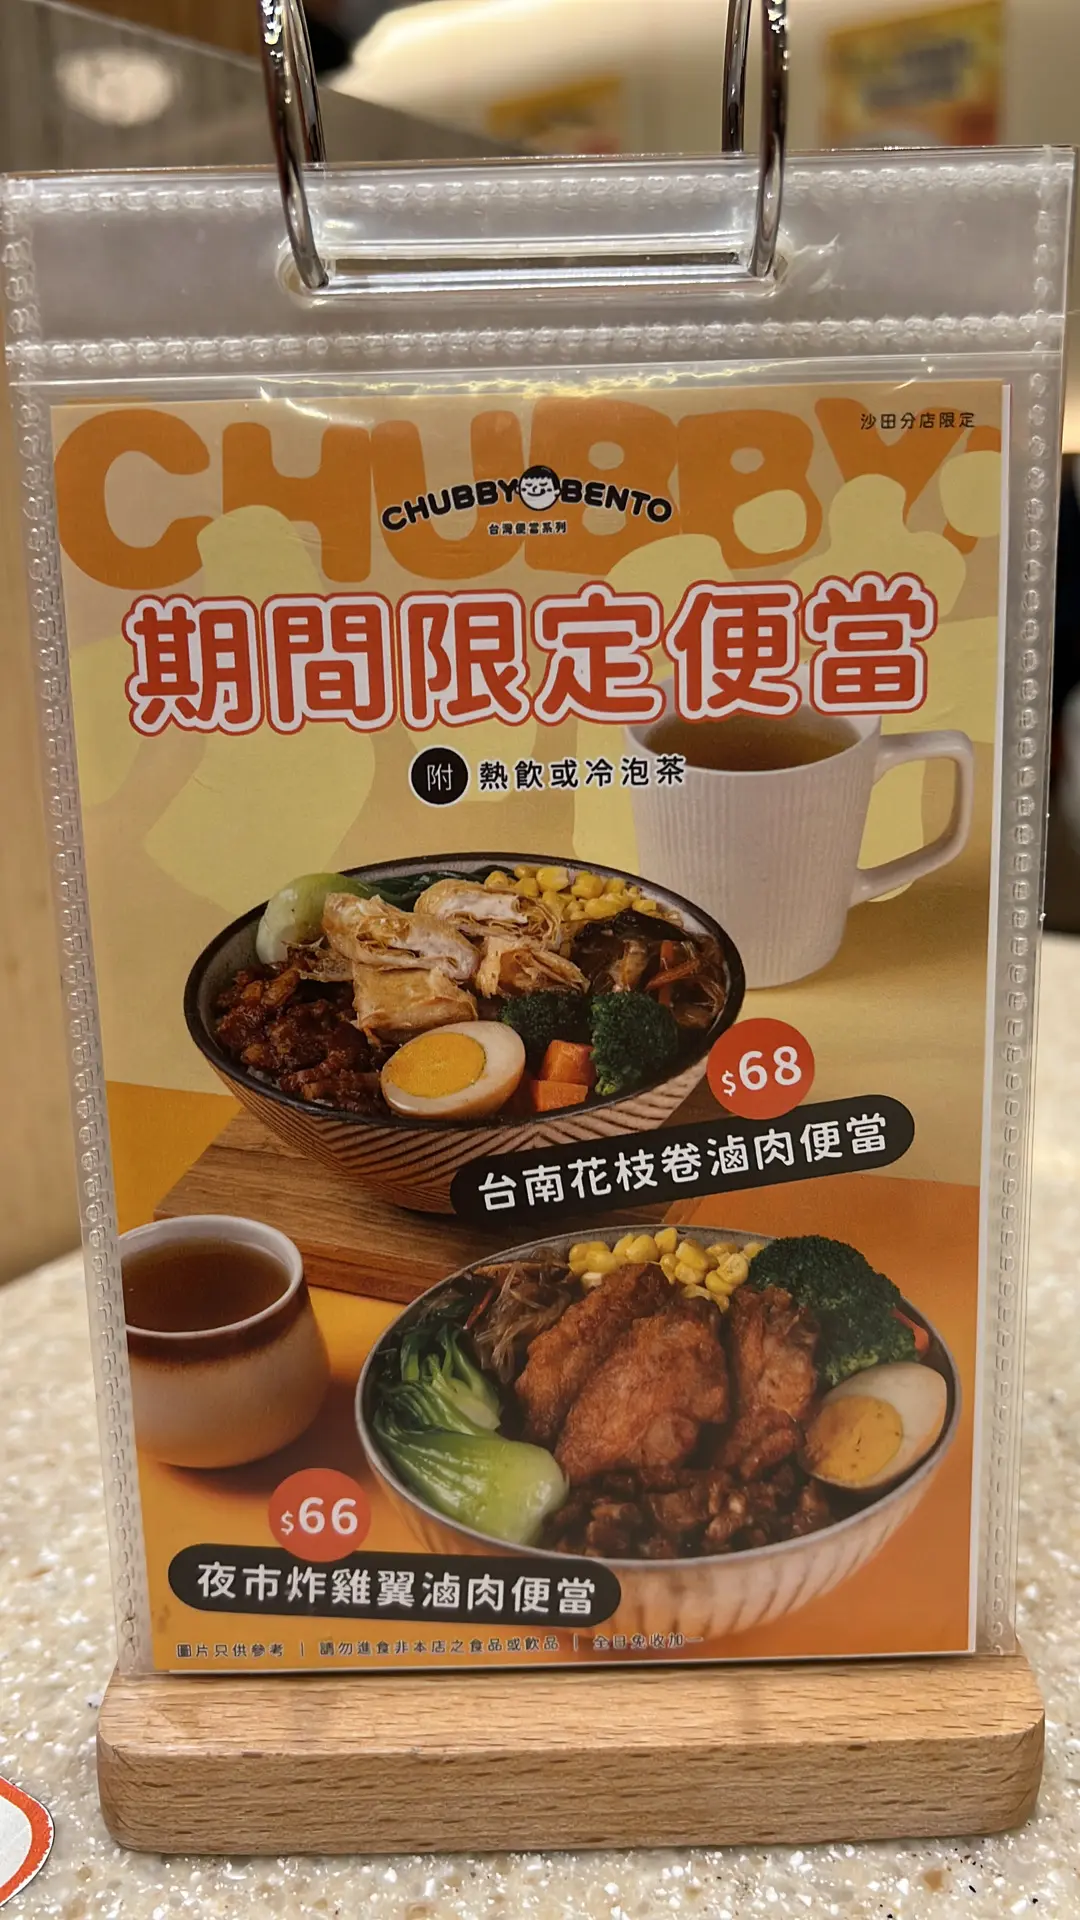 CHUBBY
沙田分店限定
CHUBBY BENTO
台灣便當系列
期間限定便當
附 熱飲或冷泡茶
$68
台南花枝卷滷肉便當
$66
夜市炸雞翼滷肉便當
圖片只供參考 | 請勿進食非本店之食品或飲品 | 全日免收加一